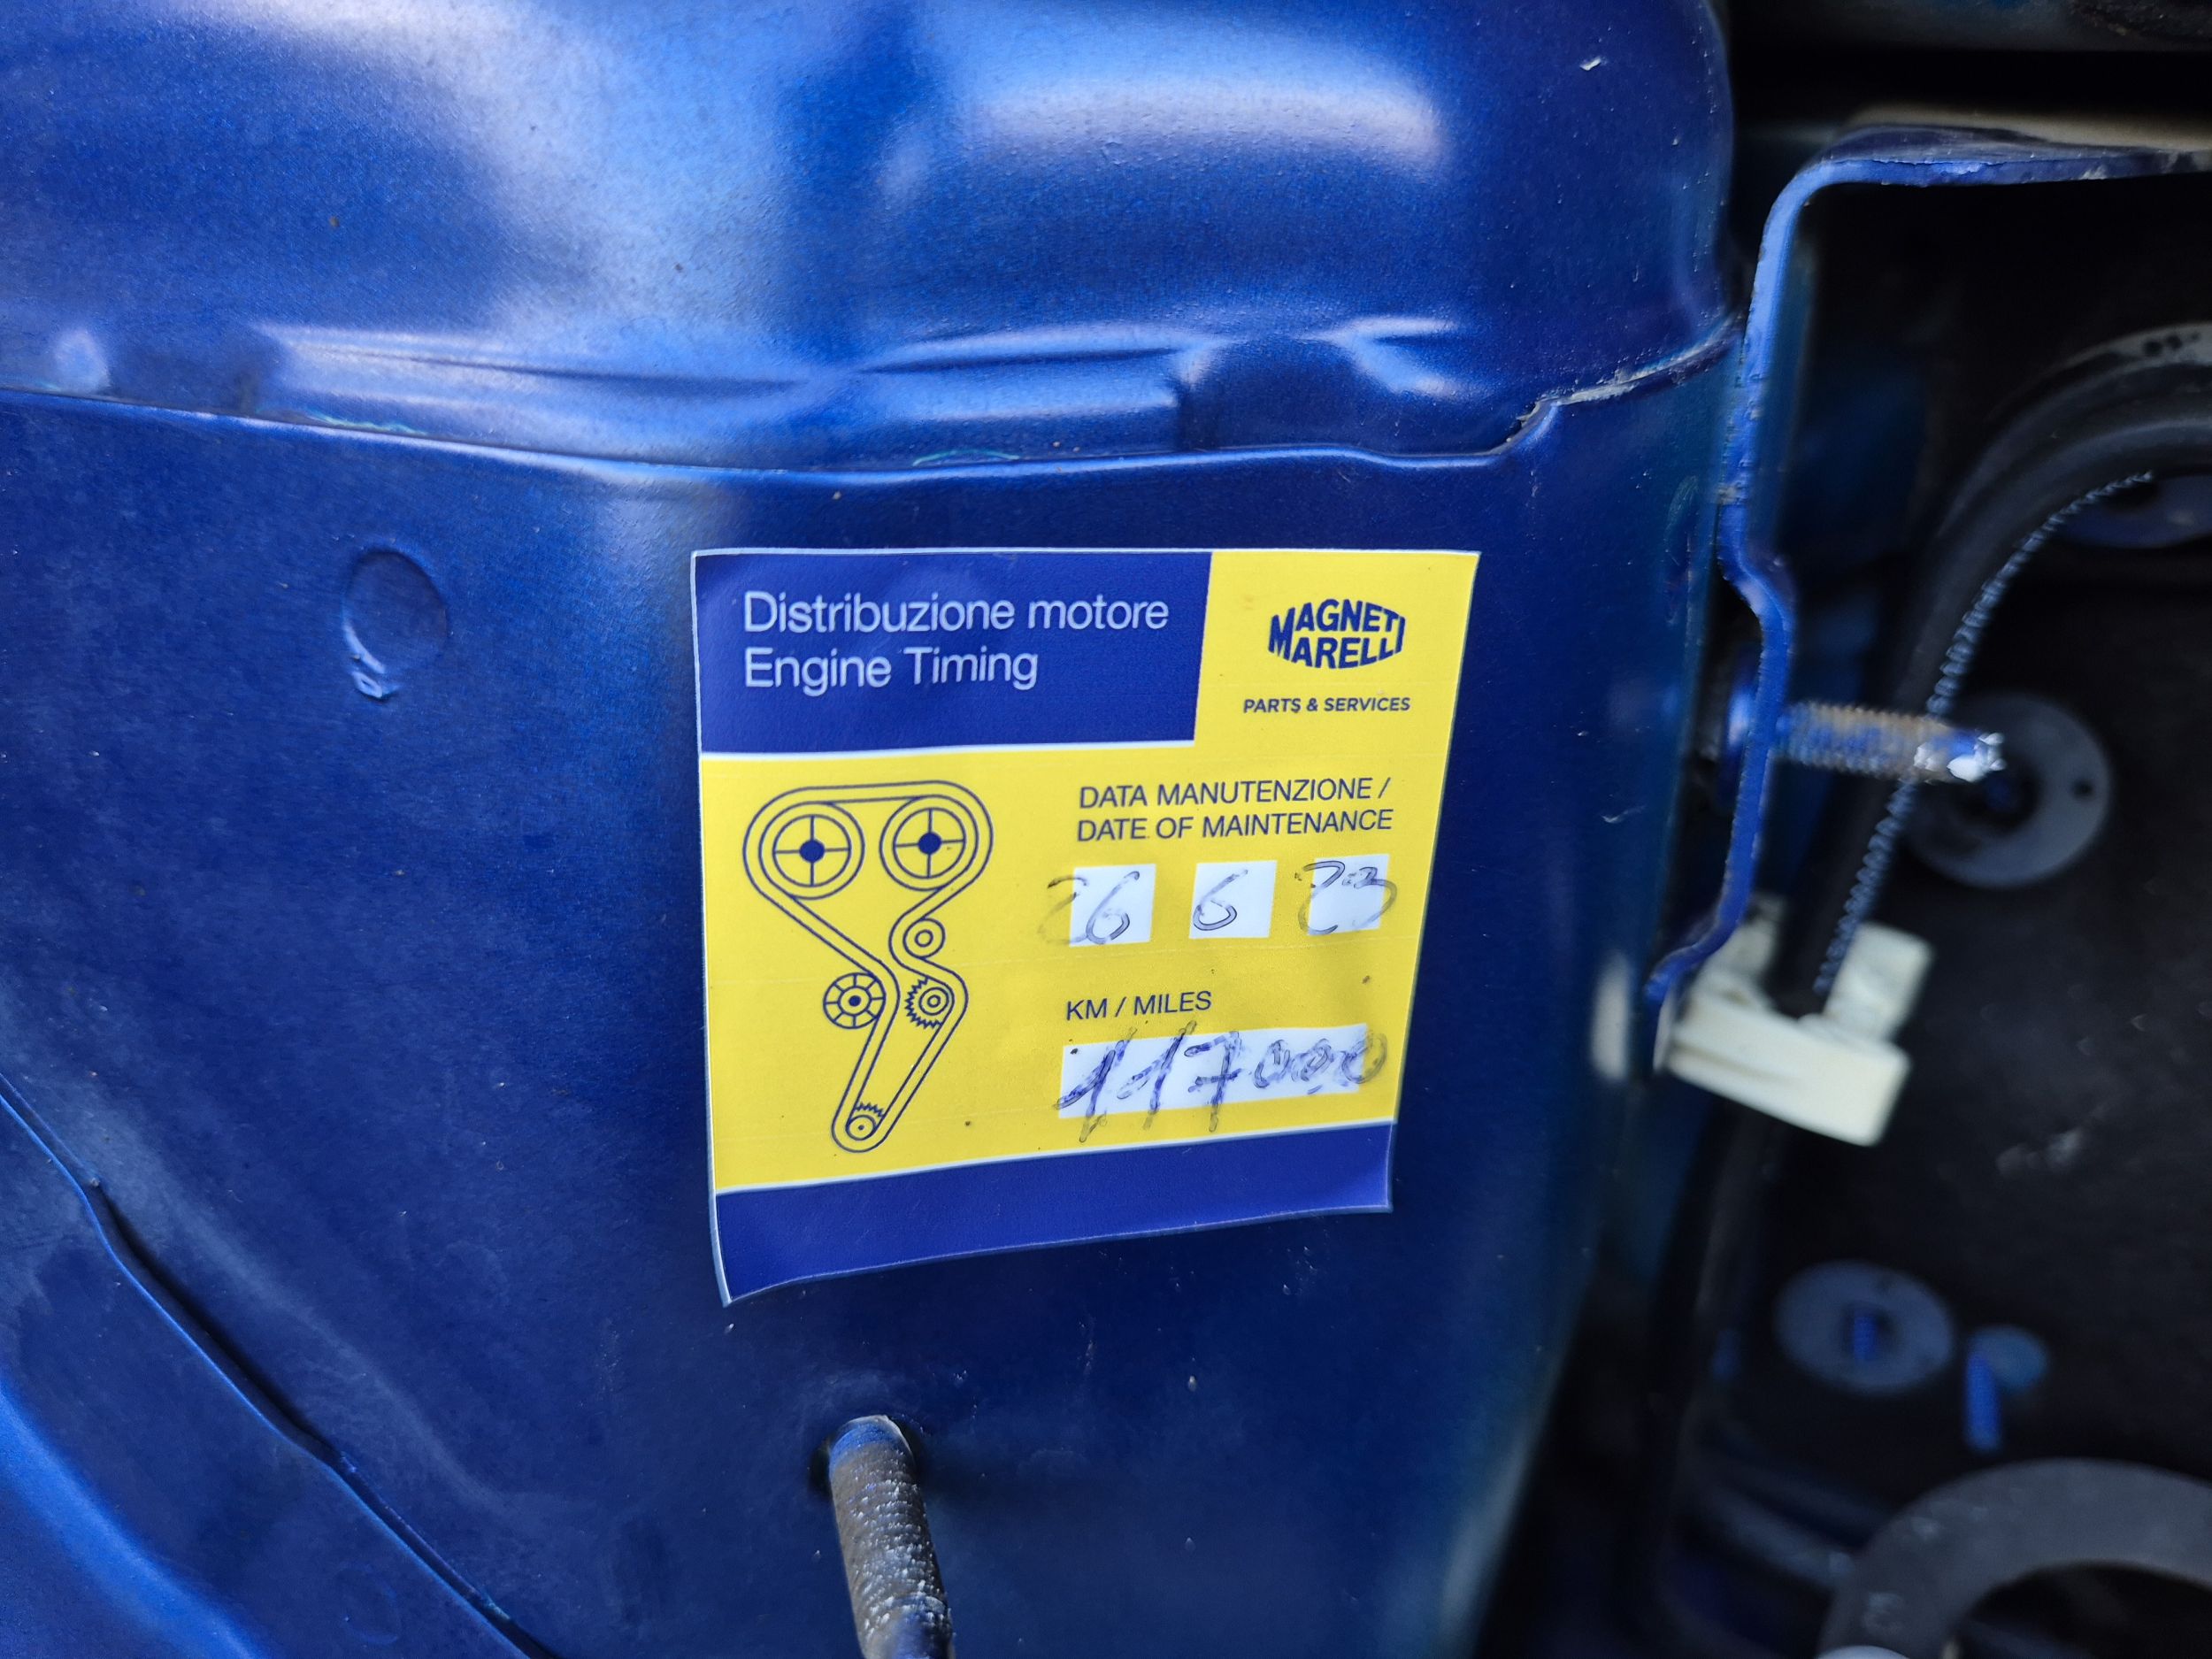 Distribuzione motore
Engine Timing
MAGNETI
MARELLI
PARTS & SERVICES
DATA MANUTENZIONE /
DATE OF MAINTENANCE
26 6 23
KM / MILES
117000